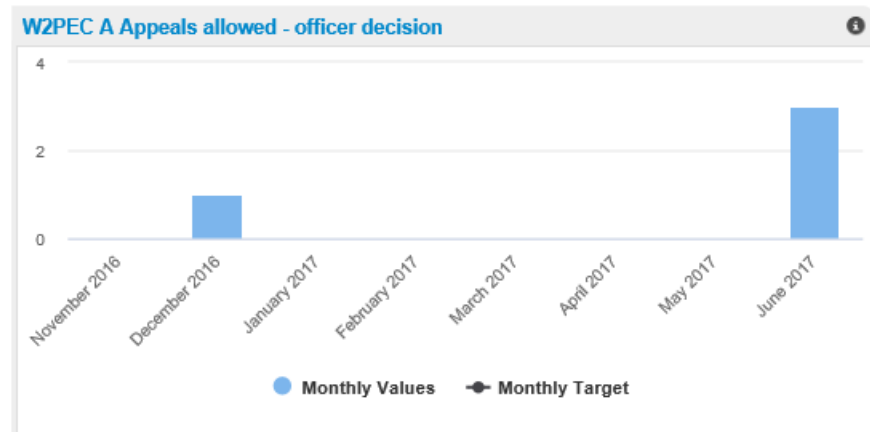 W2PEC A Appeals allowed - officer decision
4
2
0
November 2016
December 2016
January 2017
February 2017
March 2017
April 2017
May 2017
June 2017
Monthly Values
Monthly Target